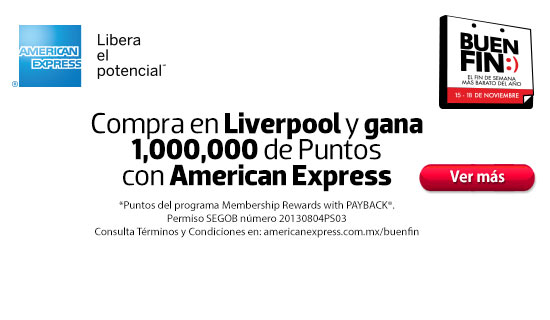 AMERICAN
EXPRESS
®
Libera
el
potencial℠
BUEN
FIN:)
EL FIN DE SEMANA
MÁS BARATO DEL AÑO
15 - 18 DE NOVIEMBRE
Compra en Liverpool y gana
1,000,000 de Puntos
con American Express
Ver más
*Puntos del programa Membership Rewards with PAYBACK®.
Permiso SEGOB número 20130804PS03
Consulta Términos y Condiciones en: americanexpress.com.mx/buenfin